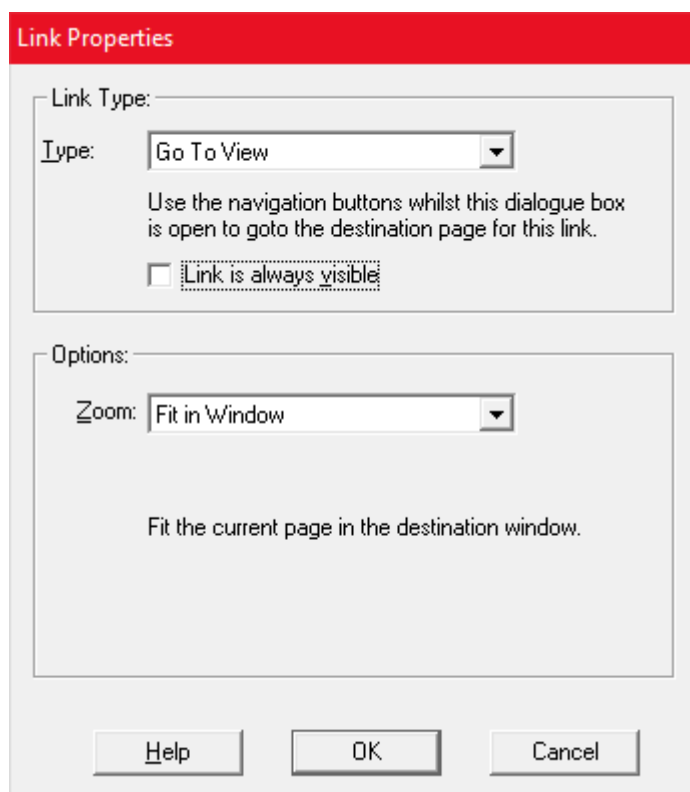 Link Properties
Link Type:
Type: Go To View
Use the navigation buttons whilst this dialogue box
is open to goto the destination page for this link.
Link is always visible
Options:
Zoom: Fit in Window
Fit the current page in the destination window.
Help OK Cancel